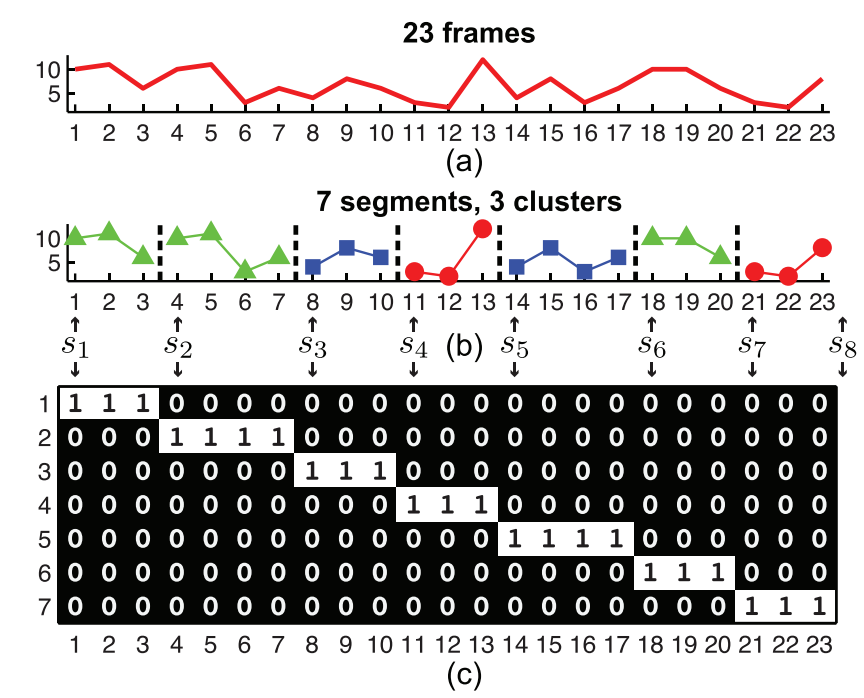 23 frames
10
5
1 2 3 4 5 6 7 8 9 10 11 12 13 14 15 16 17 18 19 20 21 22 23
(a)
7 segments, 3 clusters
10
5
1 2 3 4 5 6 7 8 9 10 11 12 13 14 15 16 17 18 19 20 21 22 23
(b)
s1 s2 s3 s4 s5 s6 s7 s8
1 1 1 1 0 0 0 0 0 0 0 0 0 0 0 0 0 0 0 0 0 0 0 0
2 0 0 0 1 1 1 1 0 0 0 0 0 0 0 0 0 0 0 0 0 0 0 0
3 0 0 0 0 0 0 0 1 1 1 0 0 0 0 0 0 0 0 0 0 0 0 0
4 0 0 0 0 0 0 0 0 0 0 1 1 1 0 0 0 0 0 0 0 0 0 0
5 0 0 0 0 0 0 0 0 0 0 0 0 0 1 1 1 1 0 0 0 0 0 0
6 0 0 0 0 0 0 0 0 0 0 0 0 0 0 0 0 0 1 1 1 0 0 0
7 0 0 0 0 0 0 0 0 0 0 0 0 0 0 0 0 0 0 0 0 1 1 1
1 2 3 4 5 6 7 8 9 10 11 12 13 14 15 16 17 18 19 20 21 22 23
(c)